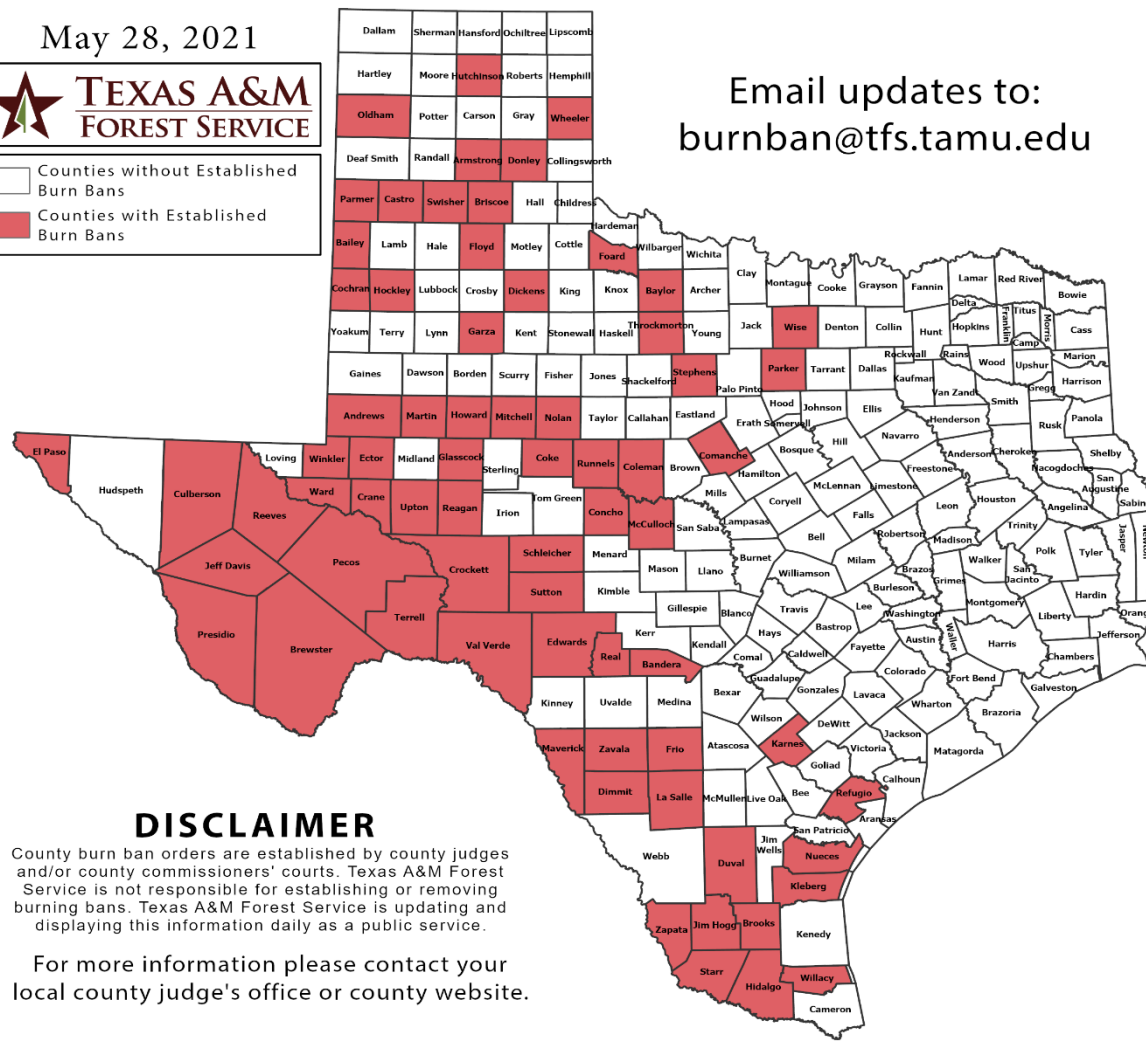 May 28, 2021
TEXAS A&M
FOREST SERVICE
Counties without Established
Burn Bans
Counties with Established
Burn Bans
Email updates to:
burnban@tfs.tamu.edu
Dallam Sherman Hansford Ochiltree Lipscomb
Hartley Moore Hutchinson Roberts Hemphill
Oldham Potter Carson Gray Wheeler
Deaf Smith Randall Armstrong Donley Collingsworth
Parmer Castro Swisher Briscoe Hall Childress
Hardeman
Bailey Lamb Hale Floyd Motley Cottle Foard Wilbarger Wichita
Clay Montague Cooke Grayson Fannin Lamar Red River Bowie
Cochran Hockley Lubbock Crosby Dickens King Knox Baylor Archer
Delta Franklin Titus Morris Cass
Yoakum Terry Lynn Garza Kent Stonewall Haskell Throckmorton Young Jack Wise Denton Collin Hunt Hopkins
Camp
Rockwall Rains Wood Upshur Marion
Gaines Dawson Borden Scurry Fisher Jones Shackelford Stephens Palo Pinto Parker Tarrant Dallas Kaufman Van Zandt Gregg Harrison
Smith
Andrews Martin Howard Mitchell Nolan Taylor Callahan Eastland Erath Hood Somervell Johnson Ellis Henderson Rusk Panola
El Paso Hudspeth Culberson Loving Winkler Ector Midland Glasscock Sterling Coke Runnels Coleman Brown Comanche Hamilton Bosque Hill Navarro Anderson Cherokee Shelby
Freestone Nacogdoches
San
Augustine Sabin
Reeves Ward Crane Upton Reagan Irion Tom Green Concho McCulloch San Saba Mills Lampasas Coryell McLennan Limestone Leon Houston Angelina
Falls Trinity
Jasper Newton
Jeff Davis Pecos Crockett Schleicher Menard Mason Llano Burnet Bell Milam Robertson Madison Walker Polk Tyler
Brazos Grimes San
Jacinto
Terrell Sutton Kimble Gillespie Blanco Williamson Burleson Montgomery Liberty Hardin
Travis Lee Washington Orang
Presidio Brewster Val Verde Edwards Real Kerr Bandera Kendall Hays Bastrop Fayette Austin Waller Harris Jefferson
Comal Caldwell Colorado Chambers
Kinney Uvalde Medina Bexar Guadalupe Gonzales Lavaca Wharton Fort Bend Galveston
Wilson Brazoria
Maverick Zavala Frio Atascosa Karnes DeWitt Jackson Matagorda
Victoria
Goliad Calhoun
Dimmit La Salle McMullen Live Oak Bee Refugio
Aransas
San Patricio
Webb Duval Jim
Wells Nueces
Kleberg
Zapata Jim Hogg Brooks Kenedy
Starr Hidalgo Willacy
Cameron
DISCLAIMER
County burn ban orders are established by county judges
and/or county commissioners' courts. Texas A&M Forest
Service is not responsible for establishing or removing
burning bans. Texas A&M Forest Service is updating and
displaying this information daily as a public service.
For more information please contact your
local county judge's office or county website.